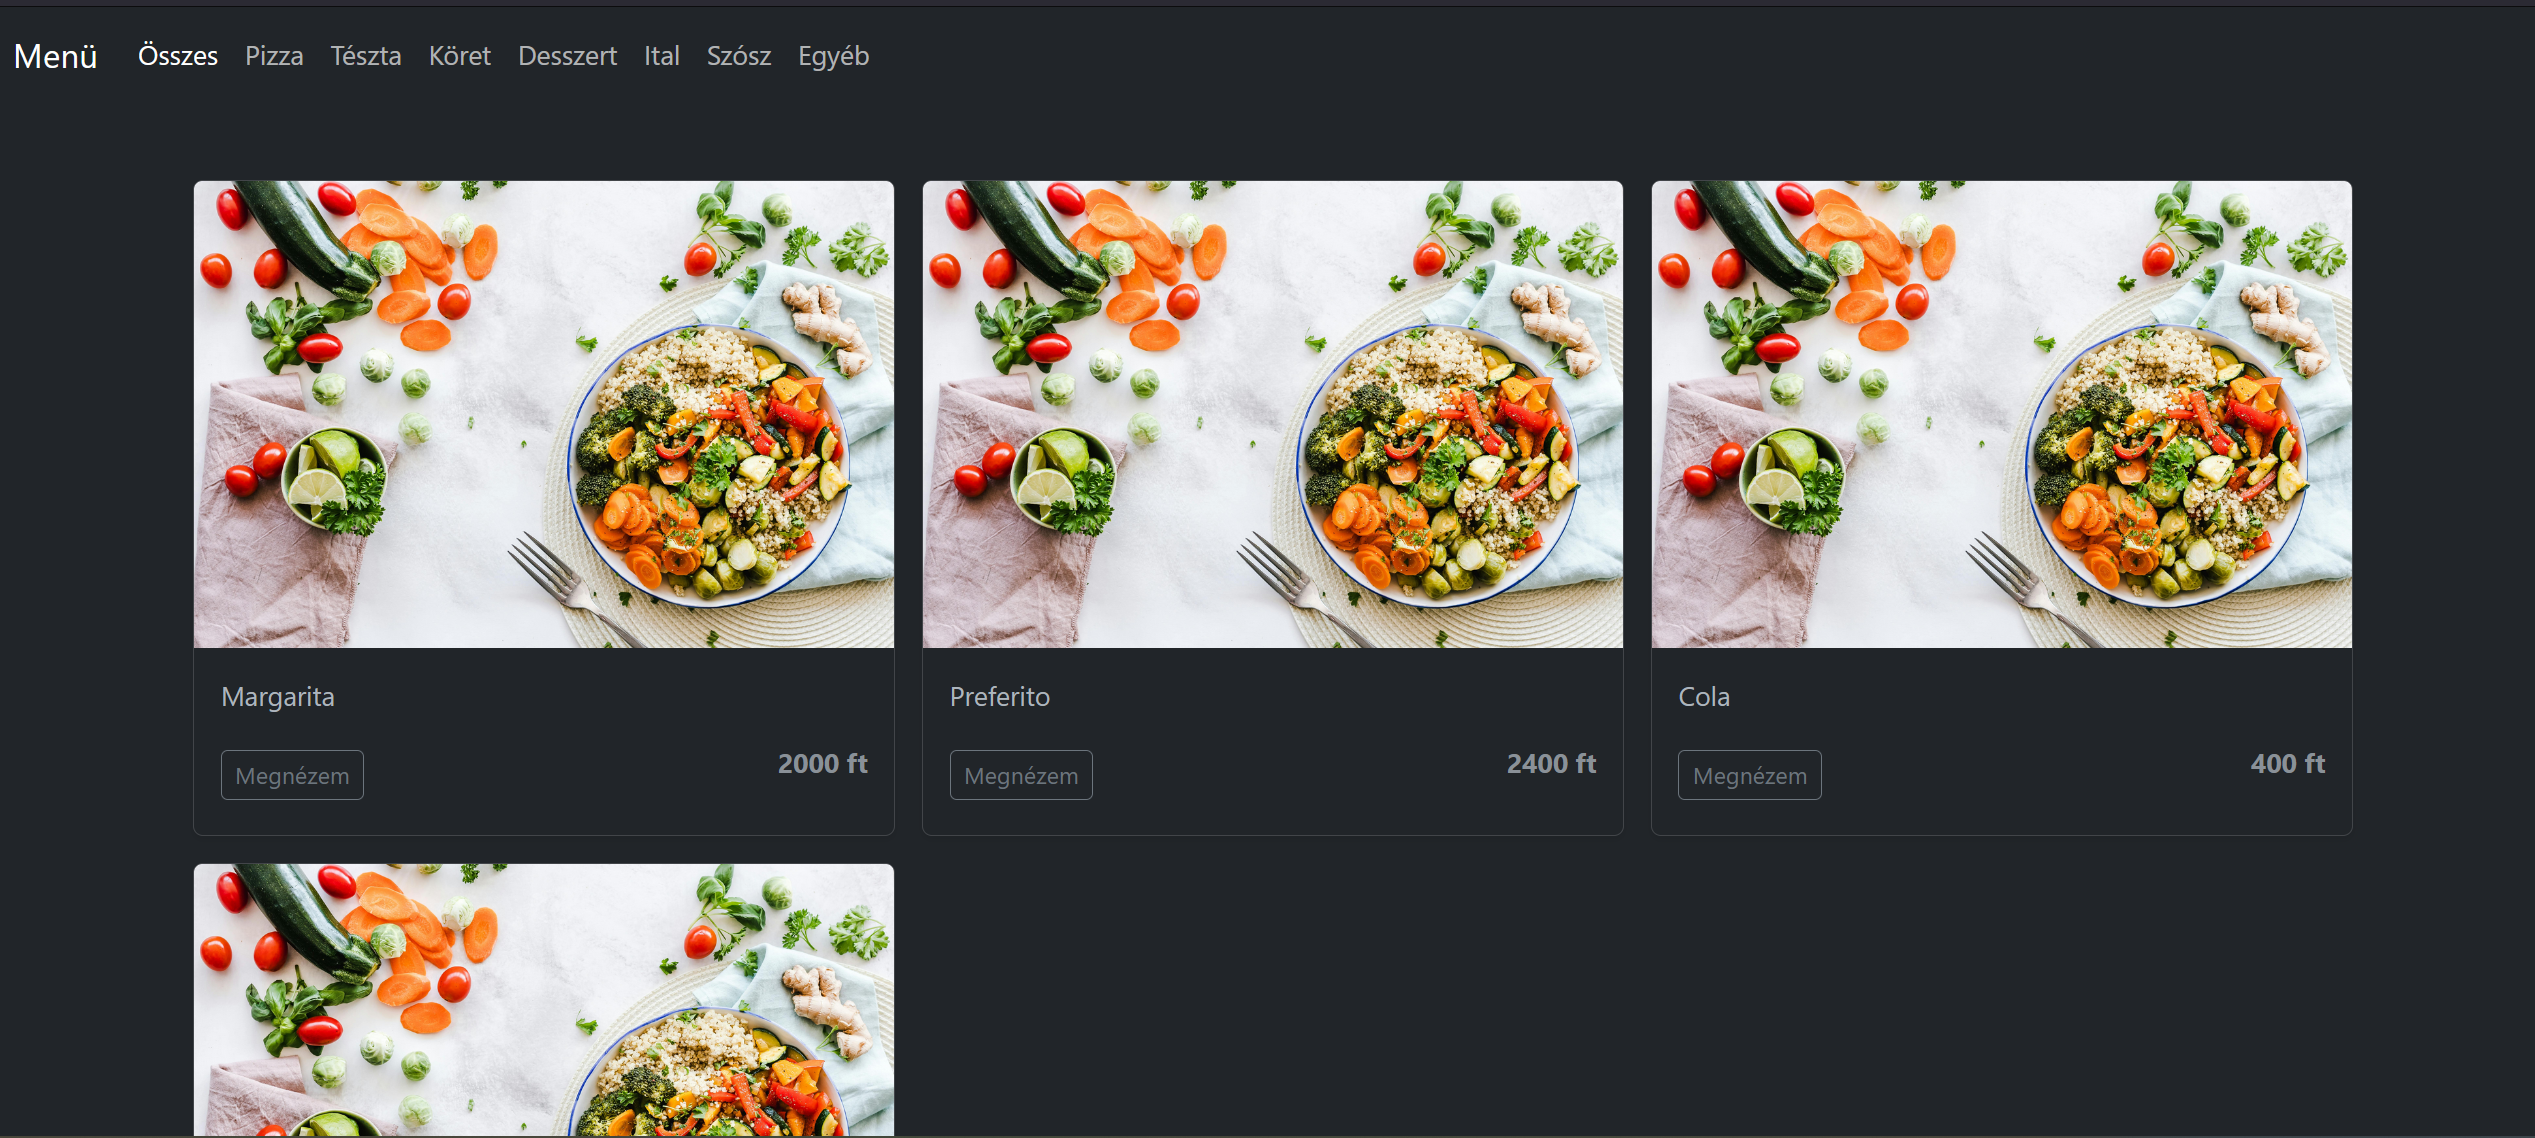 Menü Összes Pizza Tészta Köret Desszert Ital Szósz Egyéb
Margarita
Megnézem 2000 ft
Preferito
Megnézem 2400 ft
Cola
Megnézem 400 ft